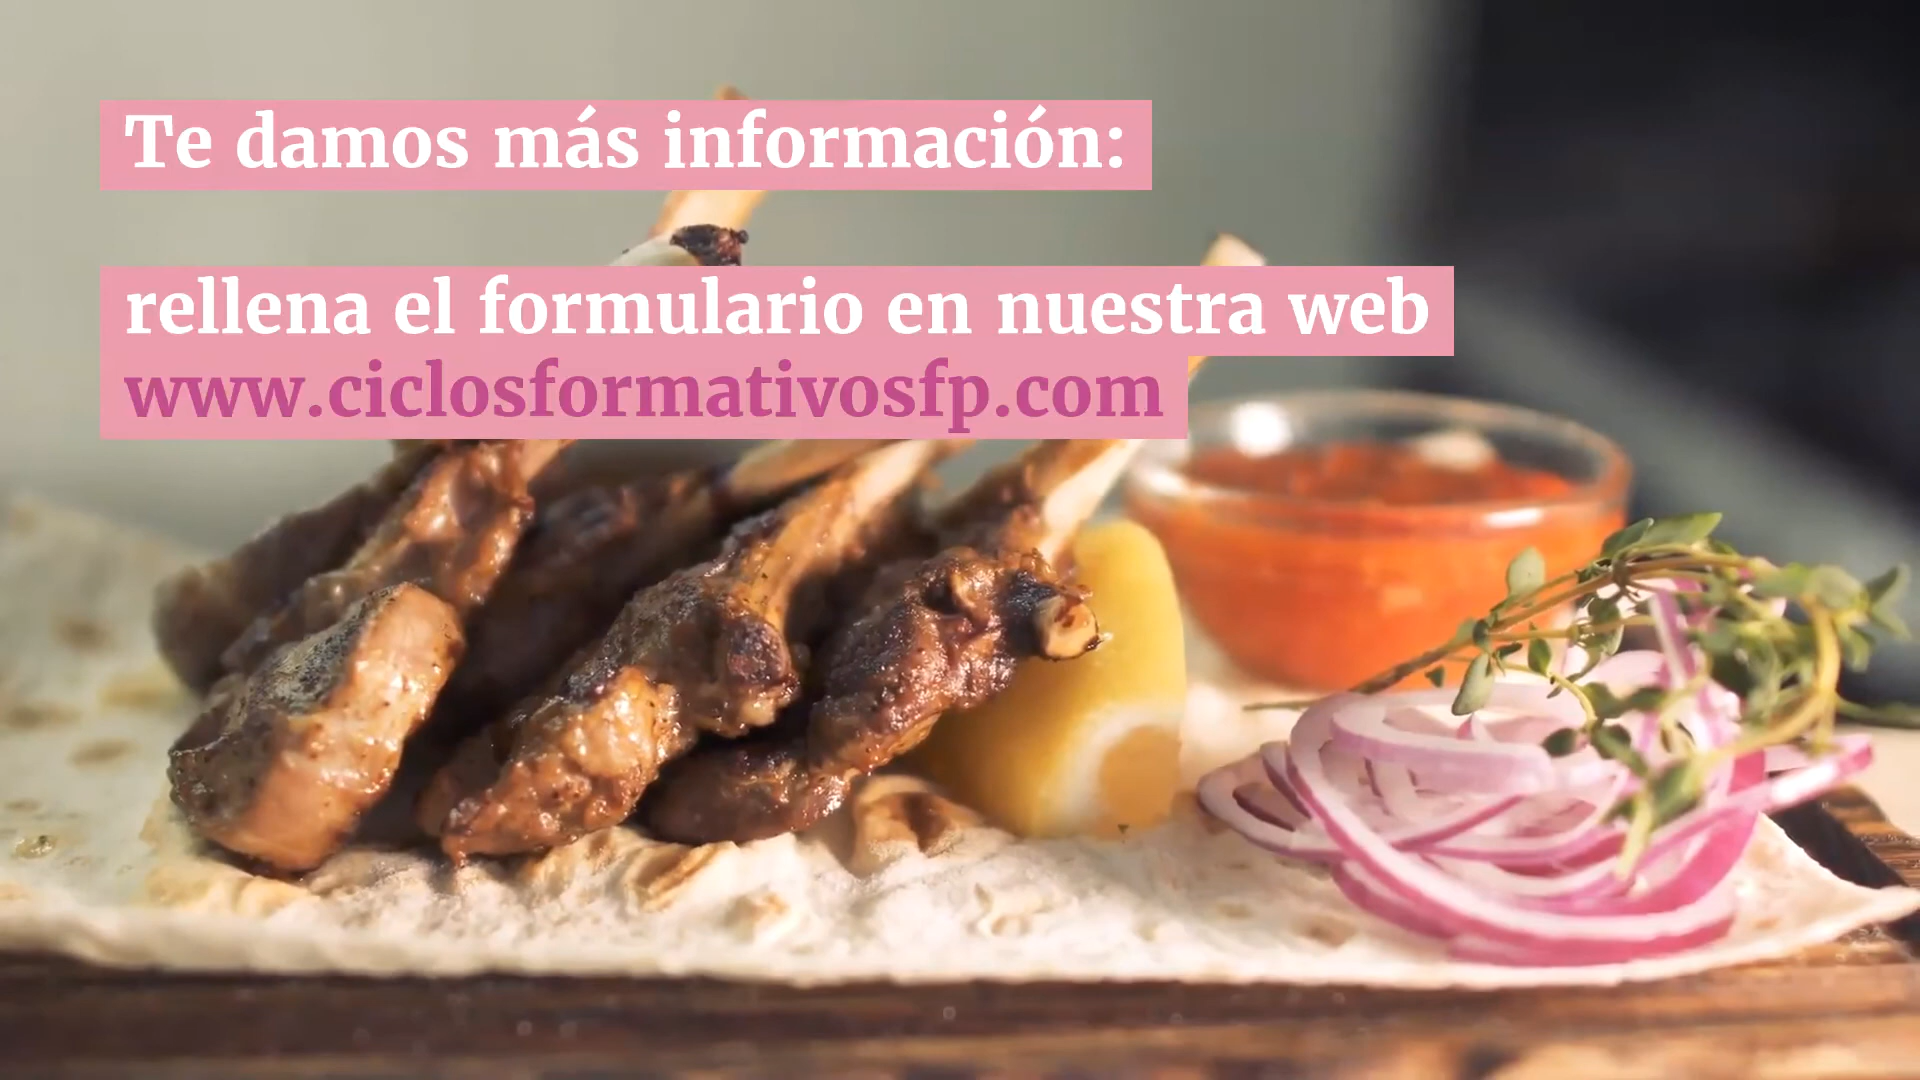 Te damos más información:
rellena el formulario en nuestra web
www.ciclosformativosfp.com